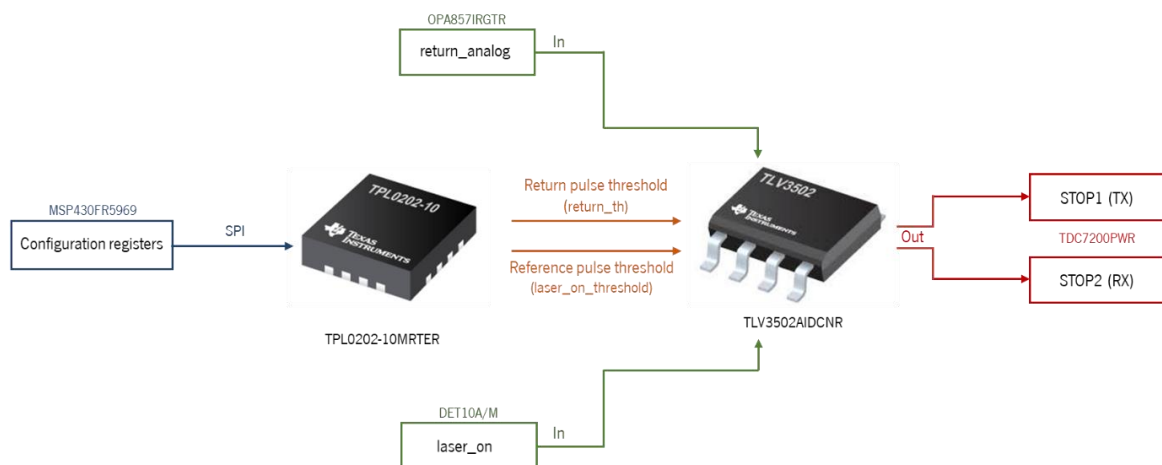 OPA857IRGTR
return_analog
In
MSP430FR5969
Configuration registers
SPI
TPL0202-10
TEXAS
INSTRUMENTS
TPL0202-10MRTER
Return pulse threshold
(return_th)
Reference pulse threshold
(laser_on_threshold)
TLV3502
TEXAS
INSTRUMENTS
TLV3502AIDCNR
Out
STOP1 (TX)
TDC7200PWR
STOP2 (RX)
DET10A/M
laser_on
In